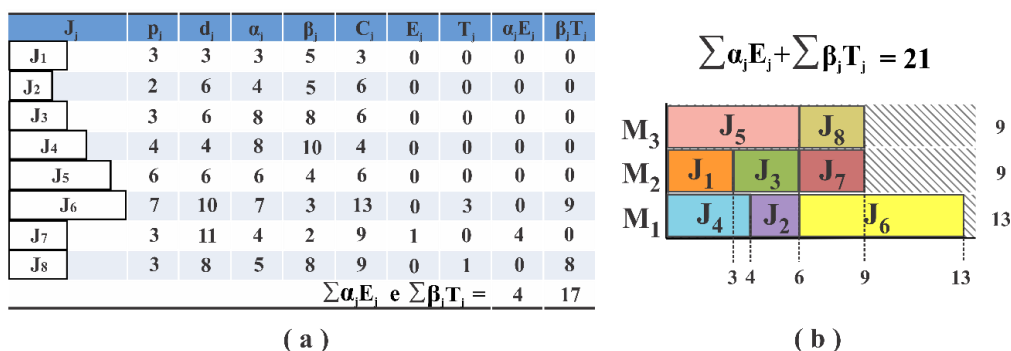 Jⱼ pⱼ dⱼ αⱼ βⱼ Cⱼ Eⱼ Tⱼ αⱼEⱼ βⱼTⱼ
J₁ 3 3 3 5 3 0 0 0 0
J₂ 2 6 4 5 6 0 0 0 0
J₃ 3 6 8 8 6 0 0 0 0
J₄ 4 4 8 10 4 0 0 0 0
J₅ 6 6 6 4 6 0 0 0 0
J₆ 7 10 7 3 13 0 3 0 9
J₇ 3 11 4 2 9 1 0 4 0
J₈ 3 8 5 8 9 0 1 0 8
∑αⱼEⱼ e ∑βⱼTⱼ = 4 17
( a )
∑αⱼEⱼ+∑βⱼTⱼ = 21
M₃ J₅ J₈ 9
M₂ J₁ J₃ J₇ 9
M₁ J₄ J₂ J₆ 13
3 4 6 9 13
( b )